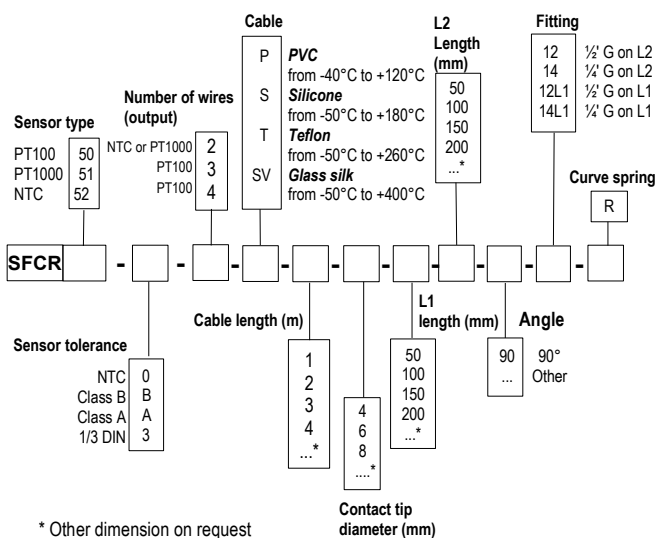 Cable
P PVC
from -40°C to +120°C
S Silicone
from -50°C to +180°C
T Teflon
from -50°C to +260°C
SV Glass silk
from -50°C to +400°C
L2
Length
(mm)
50
100
150
200
...*
Fitting
12 ½' G on L2
14 ¼' G on L2
12L1 ½' G on L1
14L1 ¼' G on L1
Number of wires
(output)
NTC or PT1000 2
PT100 3
PT100 4
Sensor type
PT100 50
PT1000 51
NTC 52
Curve spring
R
SFCR - - - - - - - - - -
Sensor tolerance
NTC 0
Class B B
Class A A
1/3 DIN 3
Cable length (m)
1
2
3
4
...*
4
6
8
....*
Contact tip
diameter (mm)
L1
length (mm)
50
100
150
200
...*
Angle
90 90°
... Other
* Other dimension on request